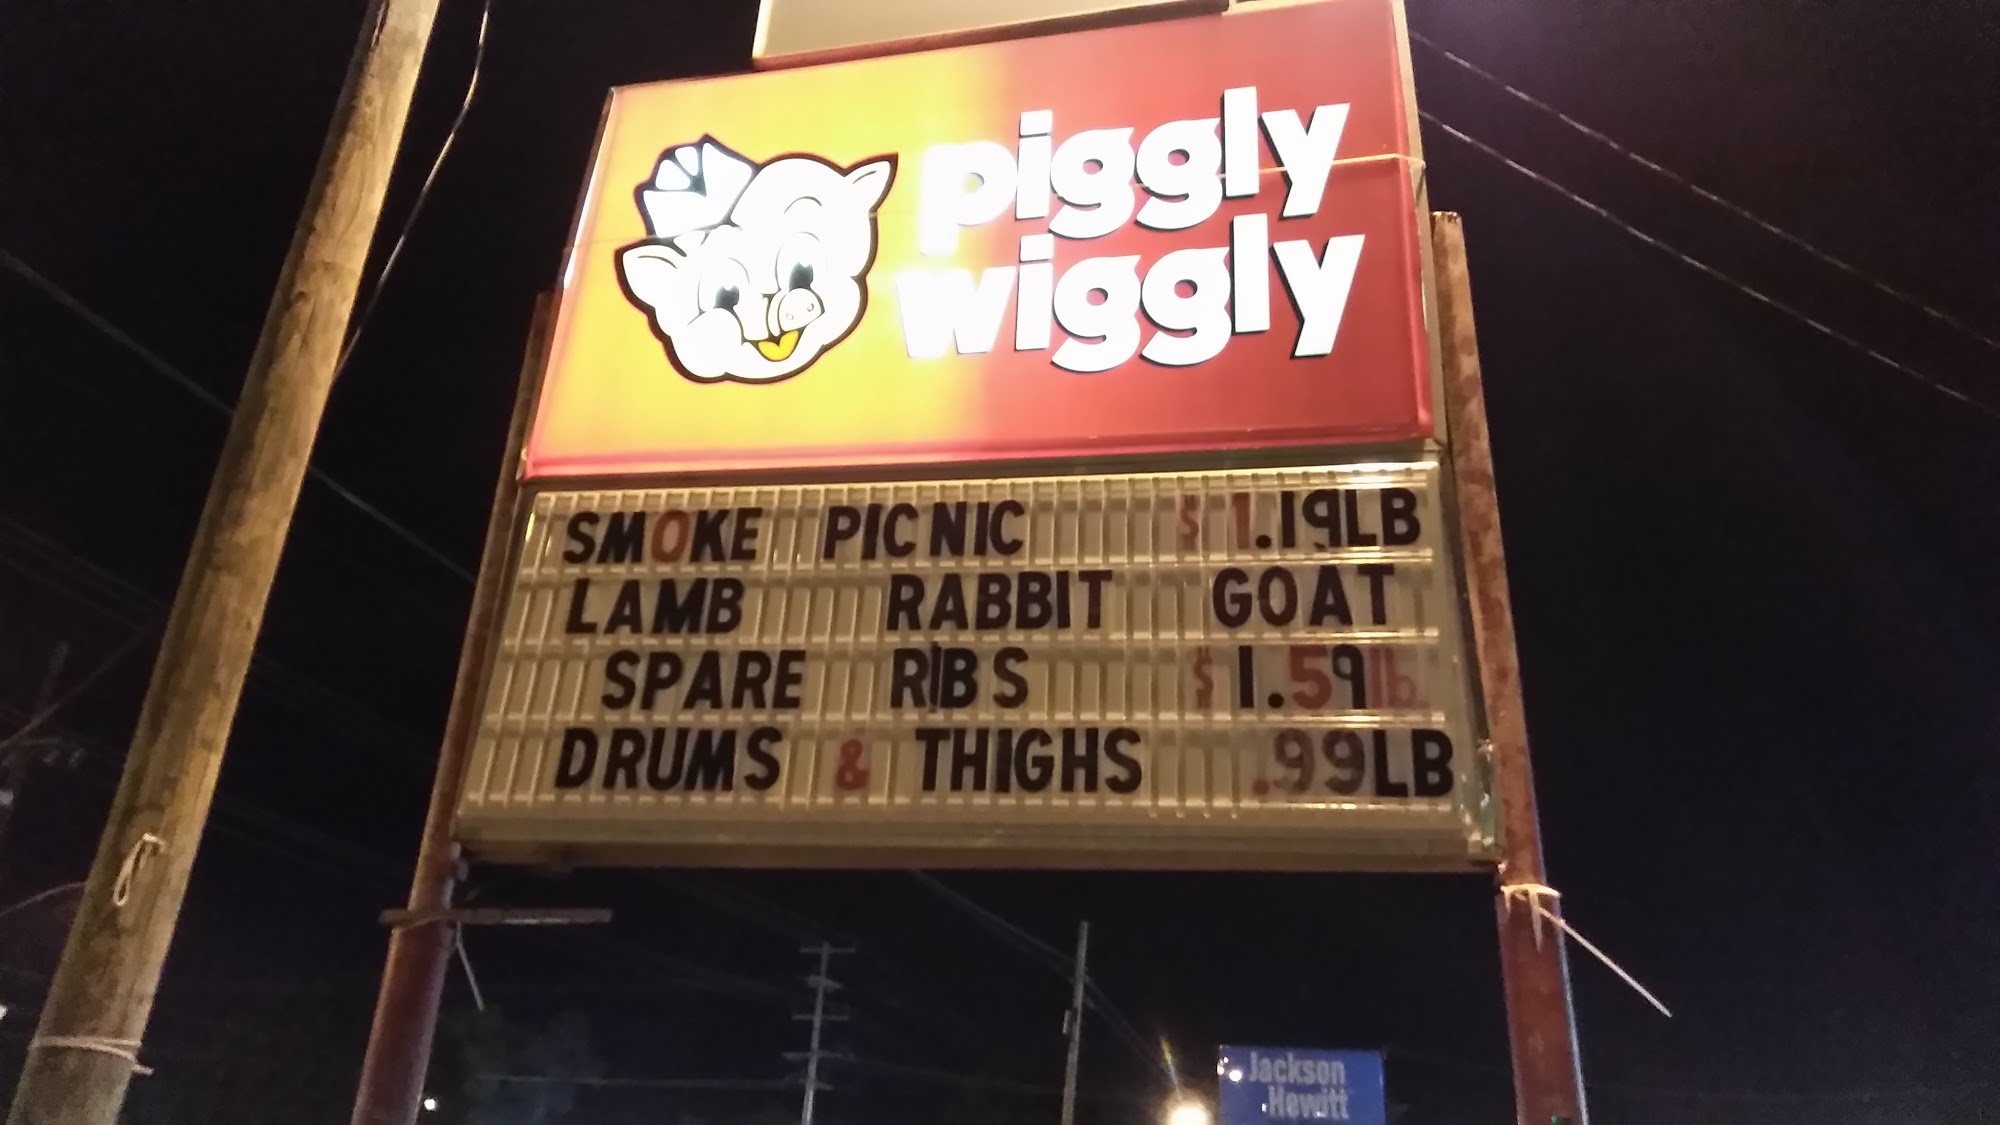 piggly
wiggly
SMOKE PICNIC $1.19LB
LAMB RABBIT GOAT
SPARE RIBS $1.59lb
DRUMS & THIGHS .99LB
Jackson
Hewitt